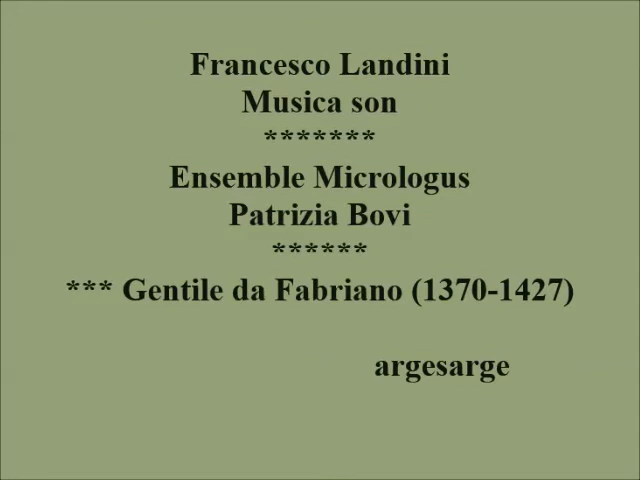 Francesco Landini
Musica son
*******
Ensemble Micrologus
Patrizia Bovi
******
*** Gentile da Fabriano (1370-1427)
argesarge